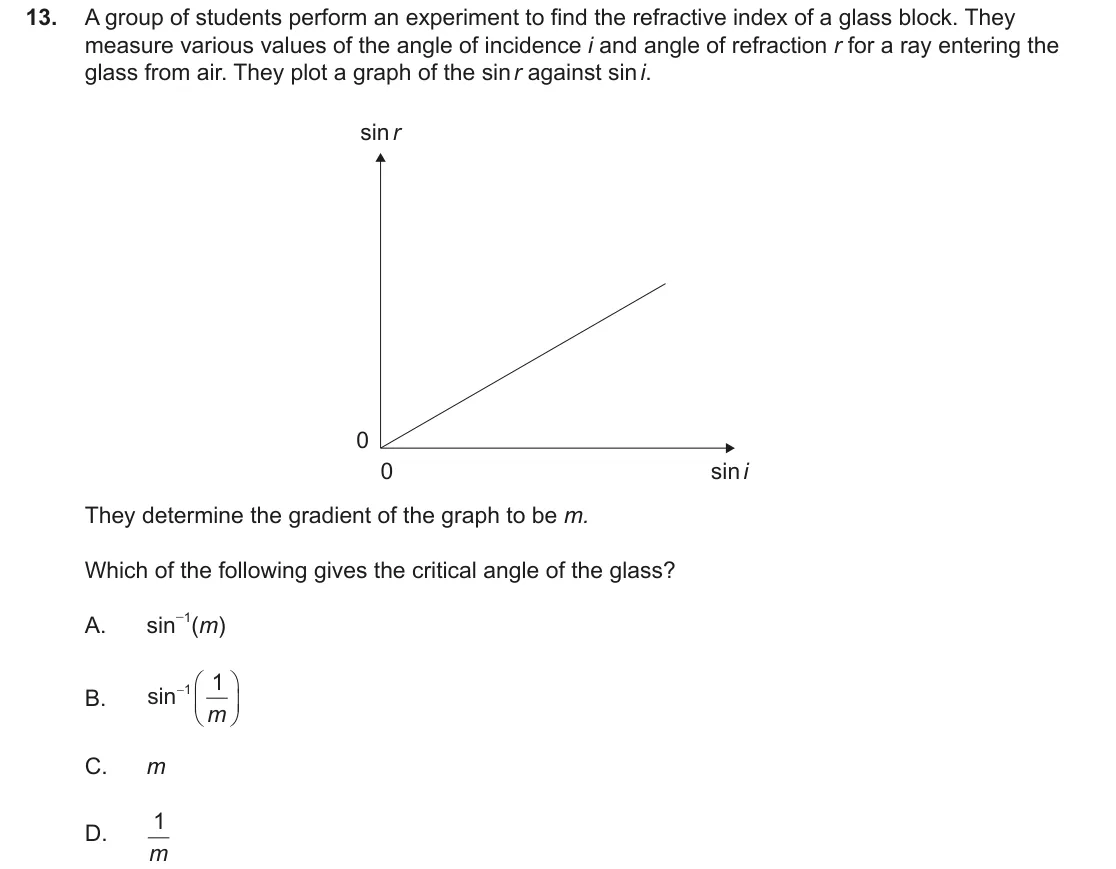 13. A group of students perform an experiment to find the refractive index of a glass block. They
measure various values of the angle of incidence i and angle of refraction r for a ray entering the
glass from air. They plot a graph of the sin r against sin i.
sin r
0
0
sin i
They determine the gradient of the graph to be m.
Which of the following gives the critical angle of the glass?
A. sin⁻¹(m)
B. sin⁻¹(1/m)
C. m
D. 1/m